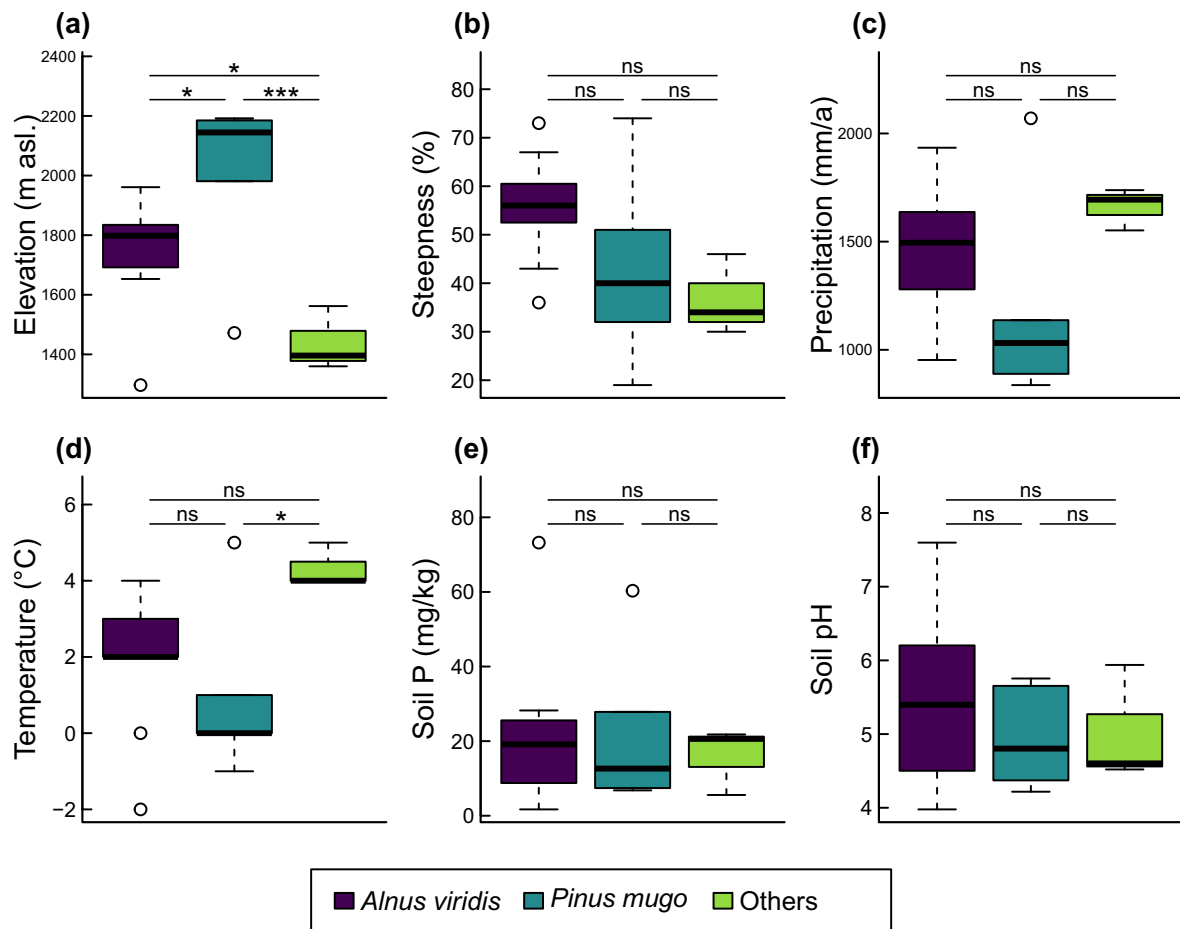 (a)
Elevation (m asl.)
2400
2200
2000
1800
1600
1400
*
* ***
(b)
Steepness (%)
80
70
60
50
40
30
20
ns
ns ns
(c)
Precipitation (mm/a)
2000
1500
1000
ns
ns ns
(d)
Temperature (°C)
6
4
2
0
−2
ns
ns *
(e)
Soil P (mg/kg)
80
60
40
20
0
ns
ns ns
(f)
Soil pH
8
7
6
5
4
ns
ns ns
Alnus viridis Pinus mugo Others